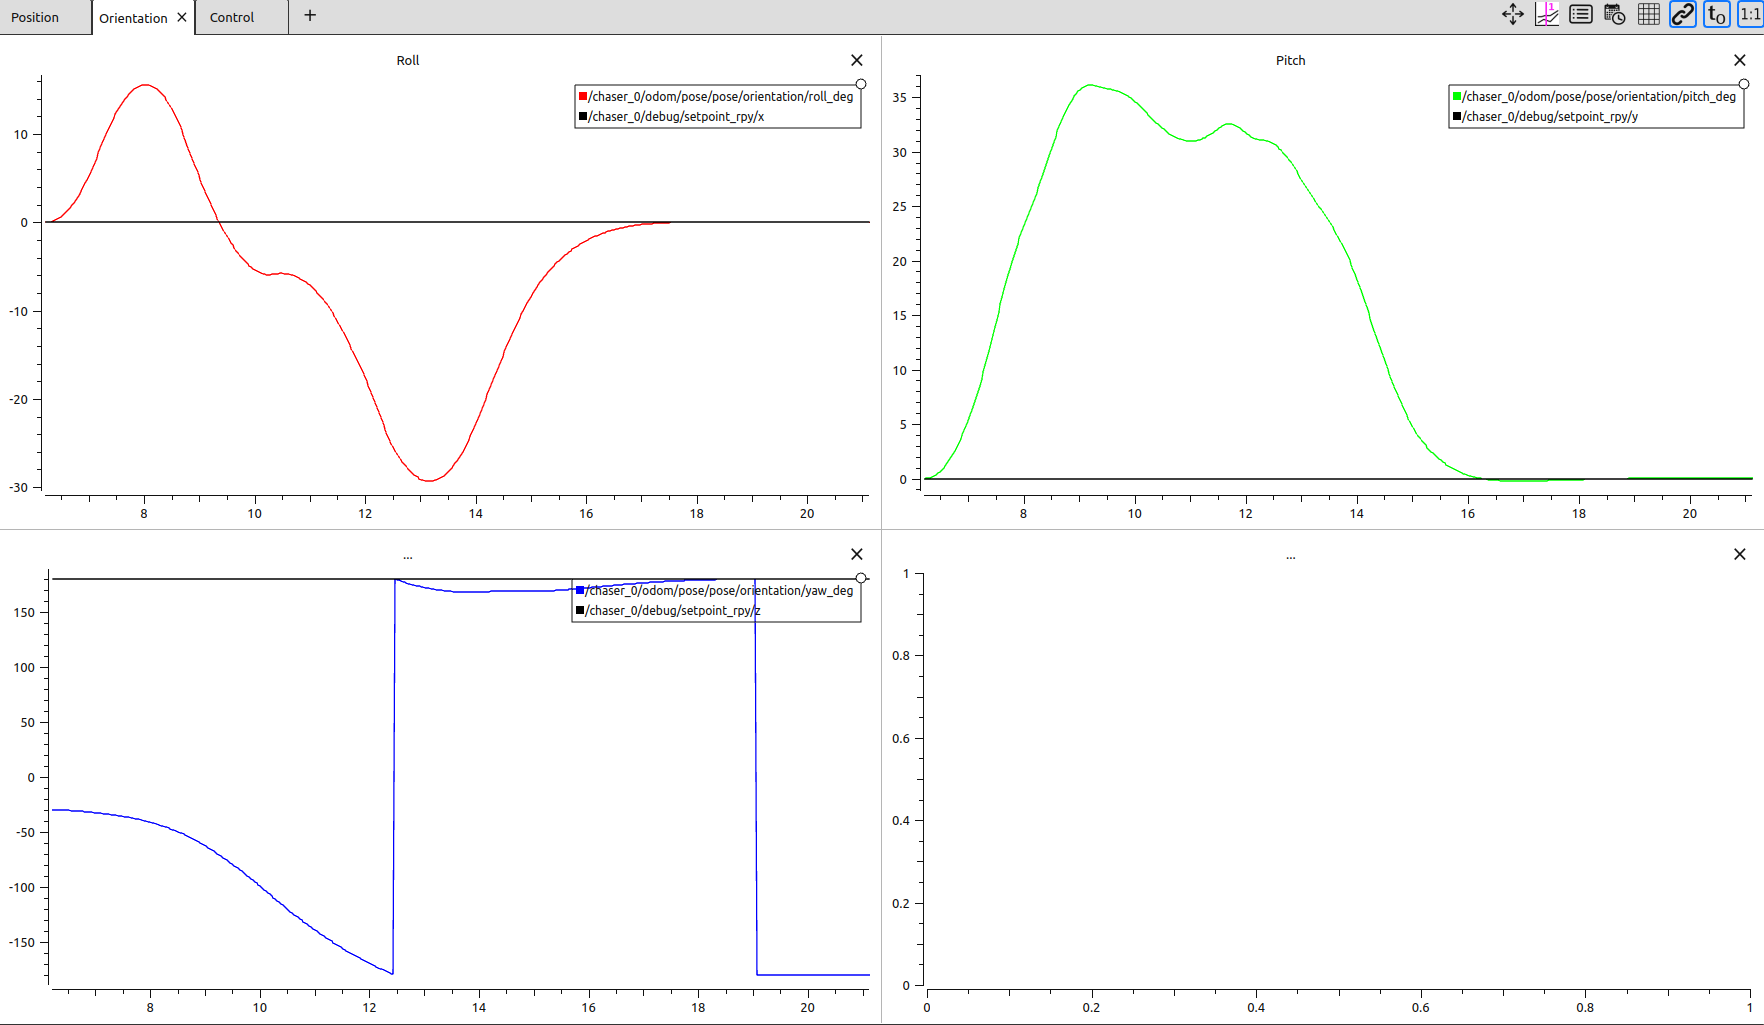 Position Orientation Control +
1 t0 1:1
Roll
/chaser_0/odom/pose/pose/orientation/roll_deg
/chaser_0/debug/setpoint_rpy/x
10
0
-10
-20
-30
8 10 12 14 16 18 20
Pitch
/chaser_0/odom/pose/pose/orientation/pitch_deg
/chaser_0/debug/setpoint_rpy/y
35
30
25
20
15
10
5
0
8 10 12 14 16 18 20
...
/chaser_0/odom/pose/pose/orientation/yaw_deg
/chaser_0/debug/setpoint_rpy/z
150
100
50
0
-50
-100
-150
8 10 12 14 16 18 20
...
1
0.8
0.6
0.4
0.2
0
0 0.2 0.4 0.6 0.8 1